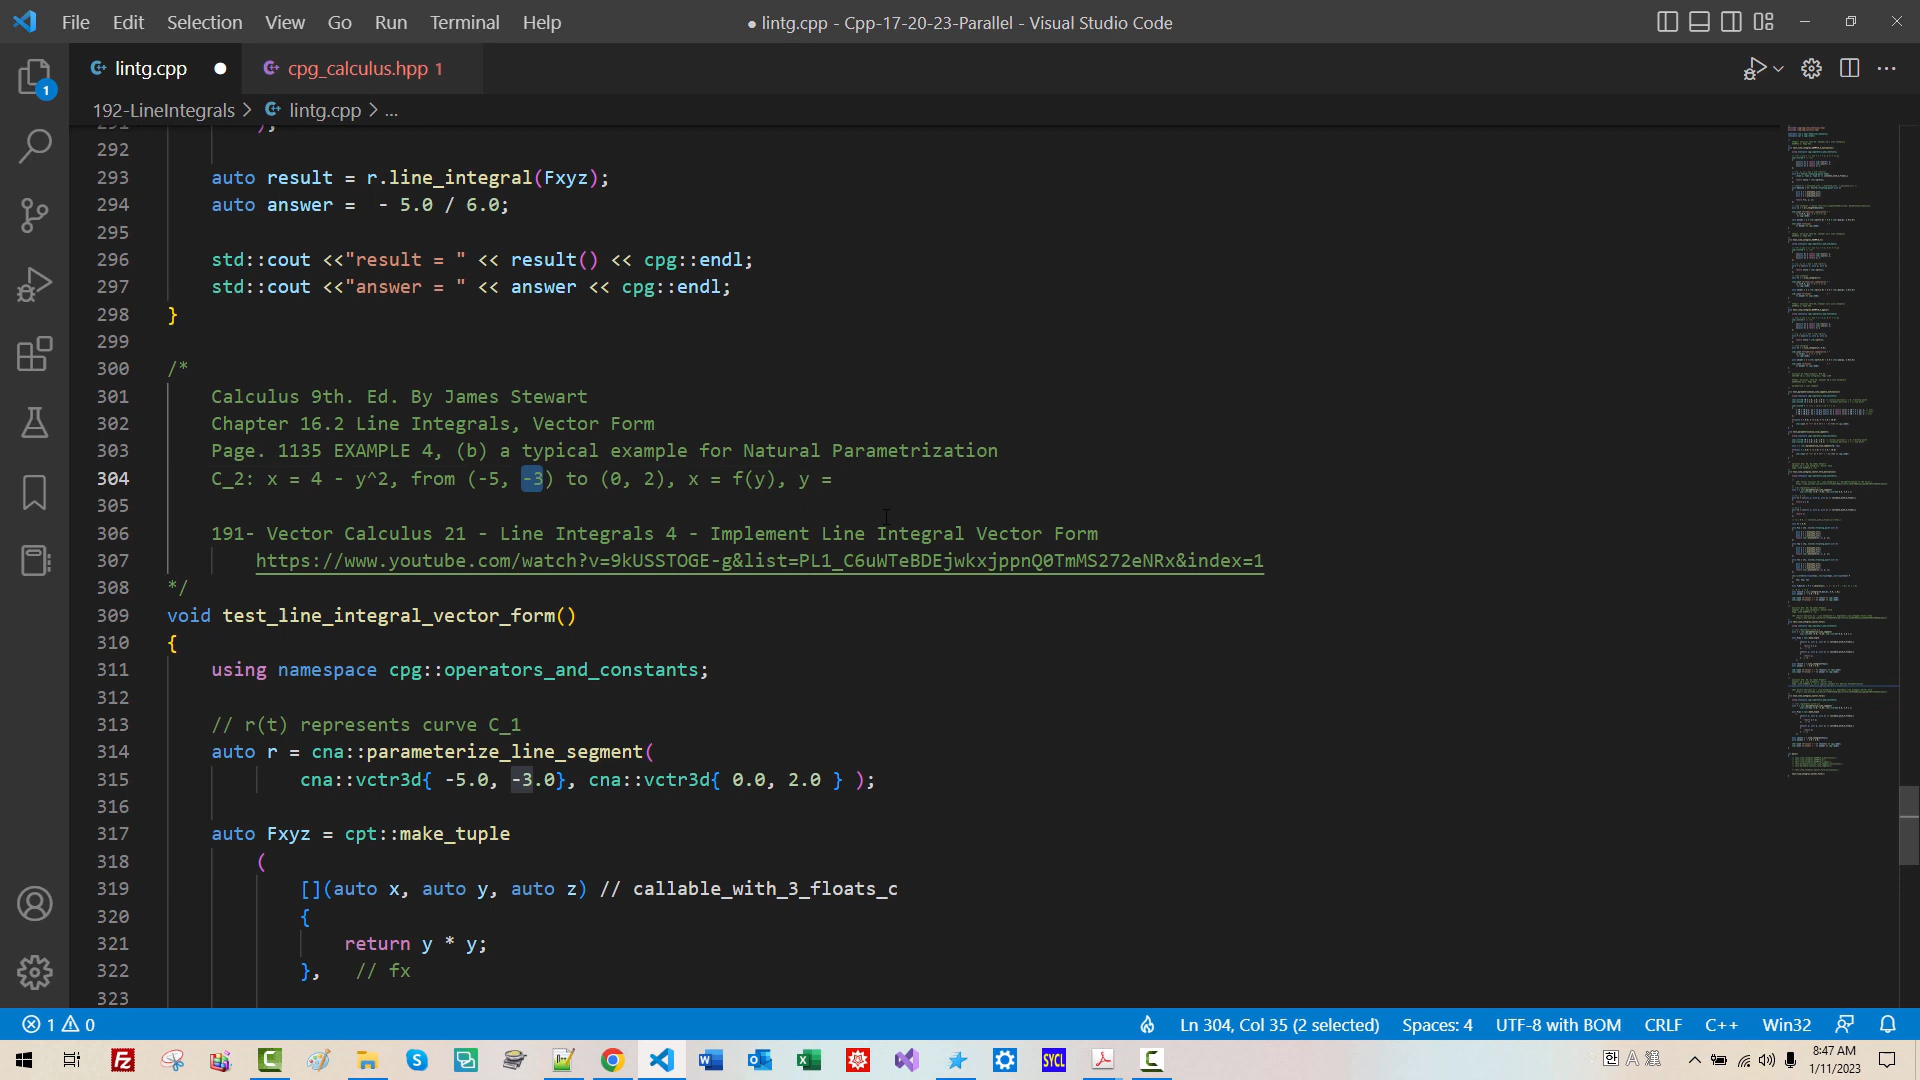 File Edit Selection View Go Run Terminal Help
● lintg.cpp - Cpp-17-20-23-Parallel - Visual Studio Code
lintg.cpp ●
cpg_calculus.hpp 1
192-LineIntegrals > lintg.cpp > ...
1
291 );
292
293 auto result = r.line_integral(Fxyz);
294 auto answer =  - 5.0 / 6.0;
295
296 std::cout <<"result = " << result() << cpg::endl;
297 std::cout <<"answer = " << answer << cpg::endl;
298 }
299
300 /*
301 Calculus 9th. Ed. By James Stewart
302 Chapter 16.2 Line Integrals, Vector Form
303 Page. 1135 EXAMPLE 4, (b) a typical example for Natural Parametrization
304 C_2: x = 4 - y^2, from (-5, -3) to (0, 2), x = f(y), y =
305
306 191- Vector Calculus 21 - Line Integrals 4 - Implement Line Integral Vector Form
307 https://www.youtube.com/watch?v=9kUSSTOGE-g&list=PL1_C6uWTeBDEjwkxjppnQ0TmMS272eNRx&index=1
308 */
309 void test_line_integral_vector_form()
310 {
311 using namespace cpg::operators_and_constants;
312
313 // r(t) represents curve C_1
314 auto r = cna::parameterize_line_segment(
315 cna::vctr3d{ -5.0, -3.0}, cna::vctr3d{ 0.0, 2.0 } );
316
317 auto Fxyz = cpt::make_tuple
318 (
319 [](auto x, auto y, auto z) // callable_with_3_floats_c
320 {
321 return y * y;
322 },   // fx
323
1 0
Ln 304, Col 35 (2 selected) Spaces: 4 UTF-8 with BOM CRLF C++ Win32
SYCL
한 A 漢
8:47 AM
1/11/2023